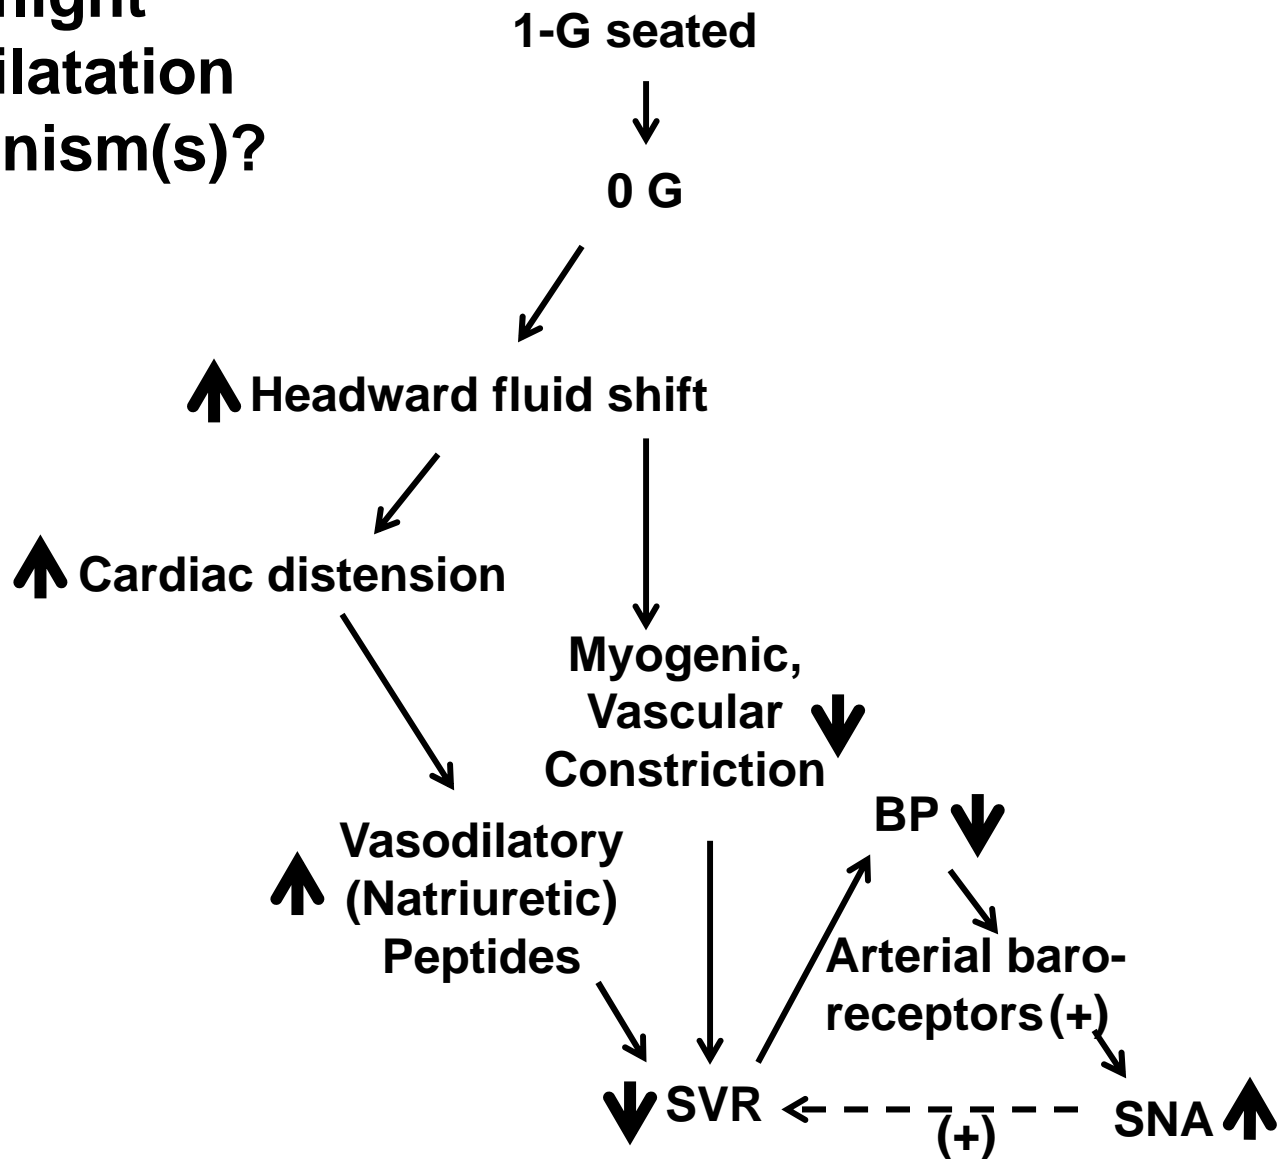 ilatation
nism(s)?
1-G seated
0 G
Headward fluid shift
Cardiac distension
Myogenic,
Vascular
Constriction
Vasodilatory
(Natriuretic)
Peptides
BP
Arterial baro-
receptors (+)
SVR
(+)
SNA